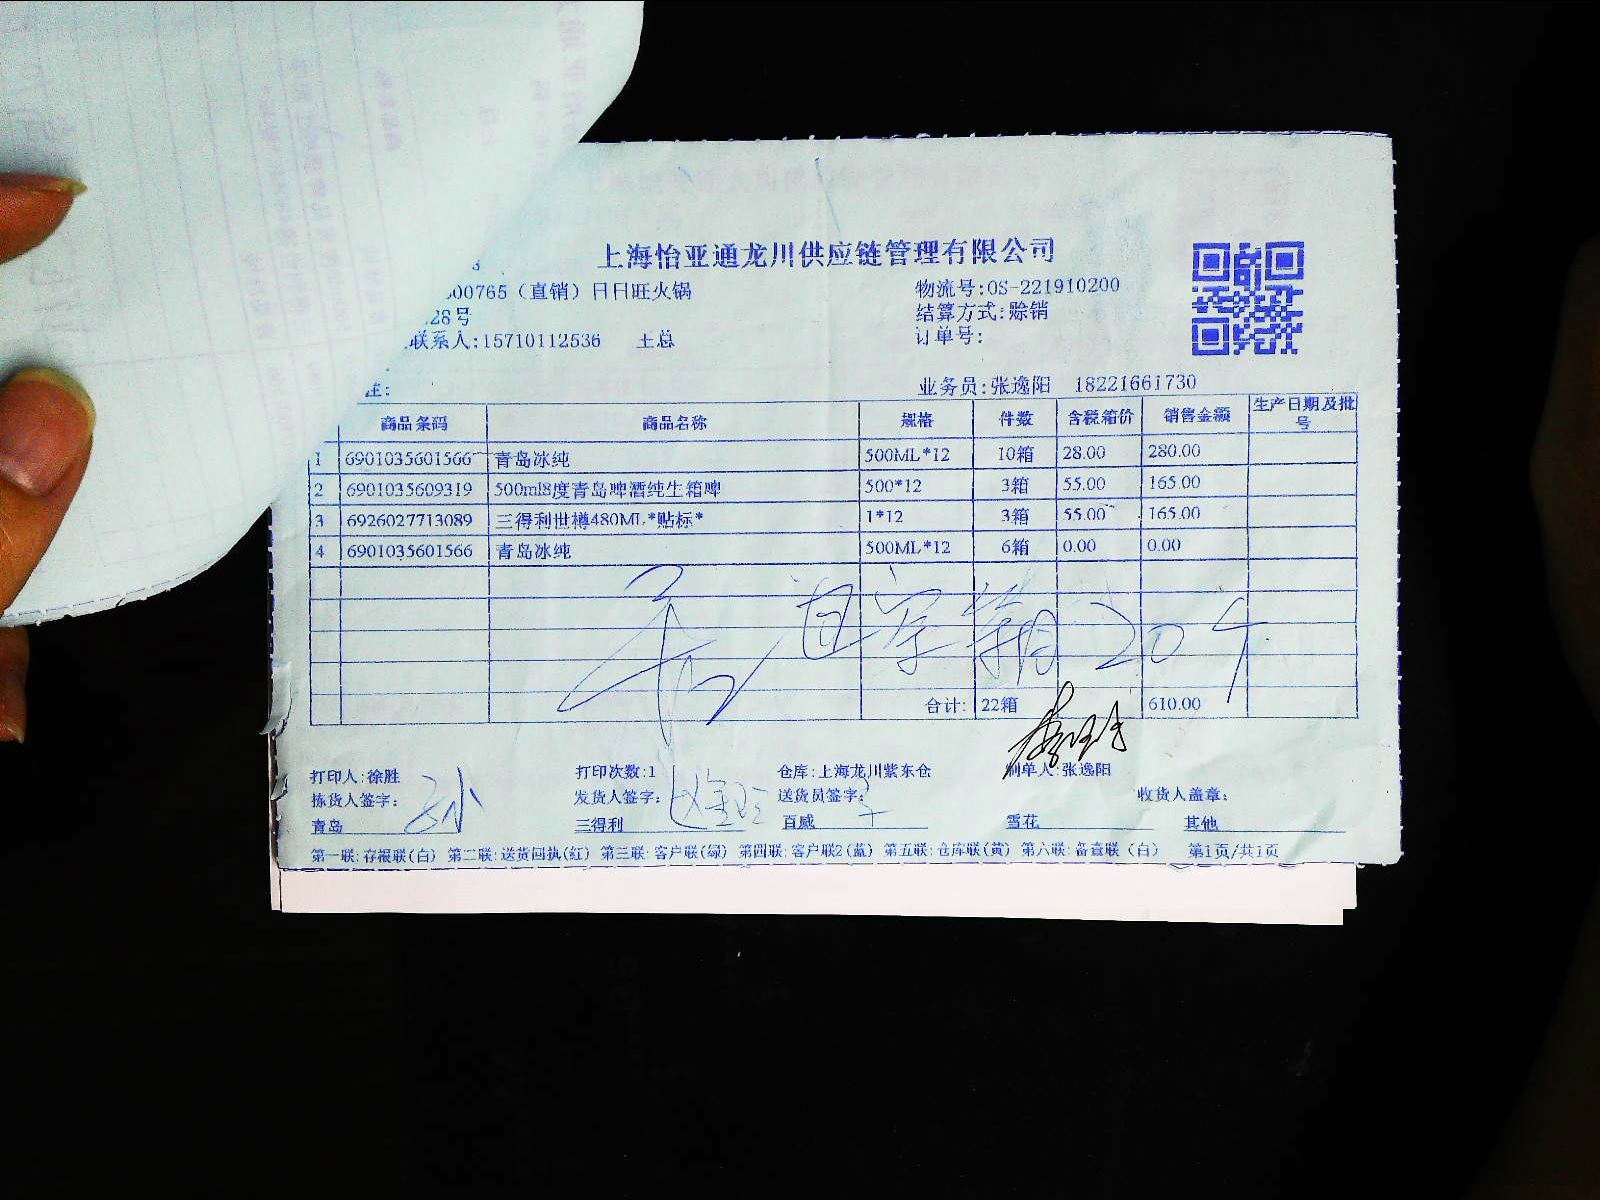 上海怡亚通龙川供应链管理有限公司
00765（直销）日日旺火锅
物流号:OS-221910200
28号
结算方式:赊销
联系人:15710112536 王总
订单号:
注:
业务员:张逸阳 18221661730
商品条码 商品名称 规格 件数 含税箱价 销售金额 生产日期及批号
1 6901035601566 青岛冰纯 500ML*12 10箱 28.00 280.00
2 6901035609319 500ml8度青岛啤酒纯生箱啤 500*12 3箱 55.00 165.00
3 6926027713089 三得利世樽480ML*贴标* 1*12 3箱 55.00 165.00
4 6901035601566 青岛冰纯 500ML*12 6箱 0.00 0.00
20个
合计: 22箱 610.00
打印人:徐胜 打印次数:1 仓库:上海龙川紫东仓 制单人:张逸阳
拣货人签字: 发货人签字: 送货员签字: 收货人盖章:
青岛 三得利 百威 雪花 其他
第一联:存根联(白) 第二联:送货回执(红) 第三联:客户联(绿) 第四联:客户联2(蓝) 第五联:仓库联(黄) 第六联:备查联（白） 第1页/共1页